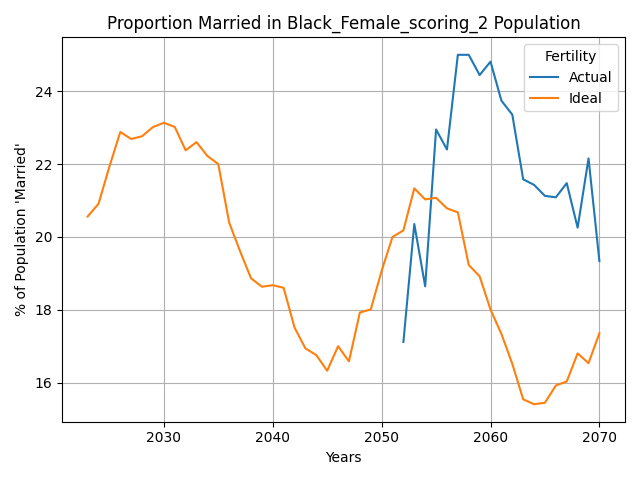 Proportion Married in Black_Female_scoring_2 Population
% of Population 'Married'
24
22
20
18
16
Fertility
Actual
Ideal
2030 2040 2050 2060 2070
Years